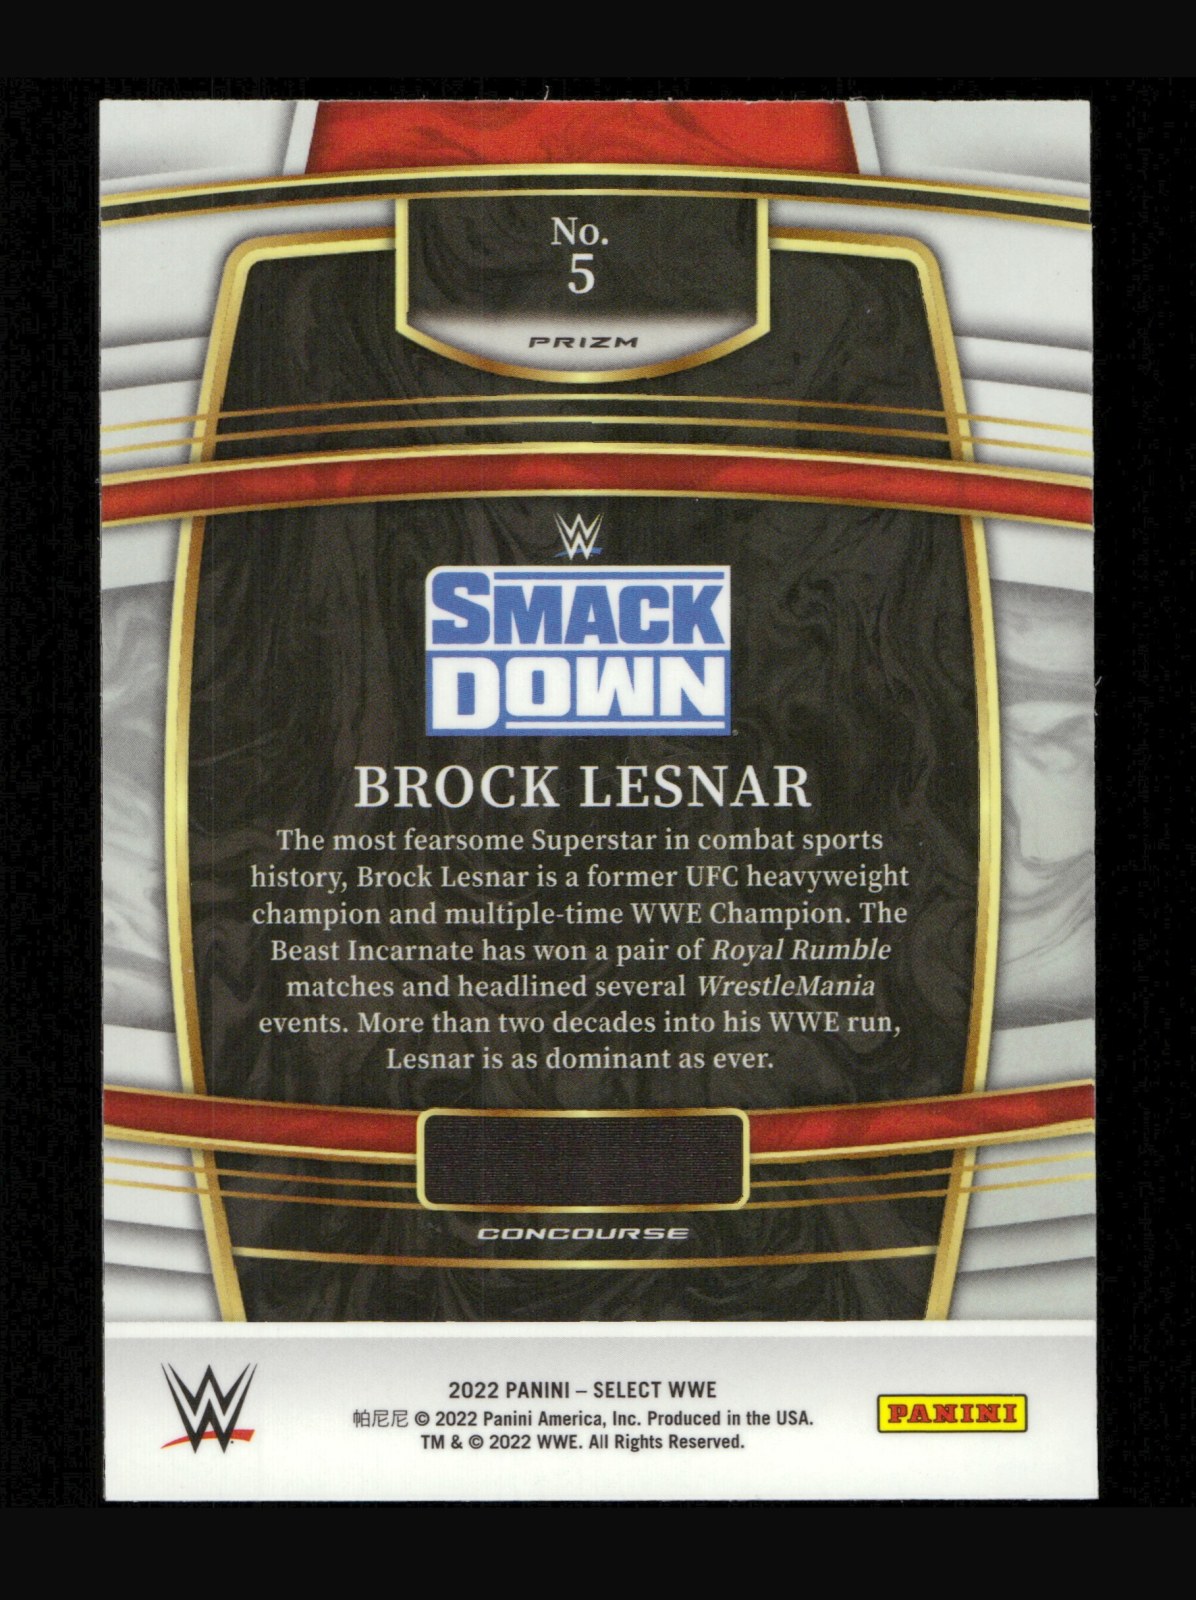 No.
5
PRIZM
W
SMACK
DOWN
BROCK LESNAR
The most fearsome Superstar in combat sports
history, Brock Lesnar is a former UFC heavyweight
champion and multiple-time WWE Champion. The
Beast Incarnate has won a pair of Royal Rumble
matches and headlined several WrestleMania
events. More than two decades into his WWE run,
Lesnar is as dominant as ever.
CONCOURSE
W
2022 PANINI – SELECT WWE
帕尼尼 © 2022 Panini America, Inc. Produced in the USA.
TM & © 2022 WWE. All Rights Reserved.
PANINI